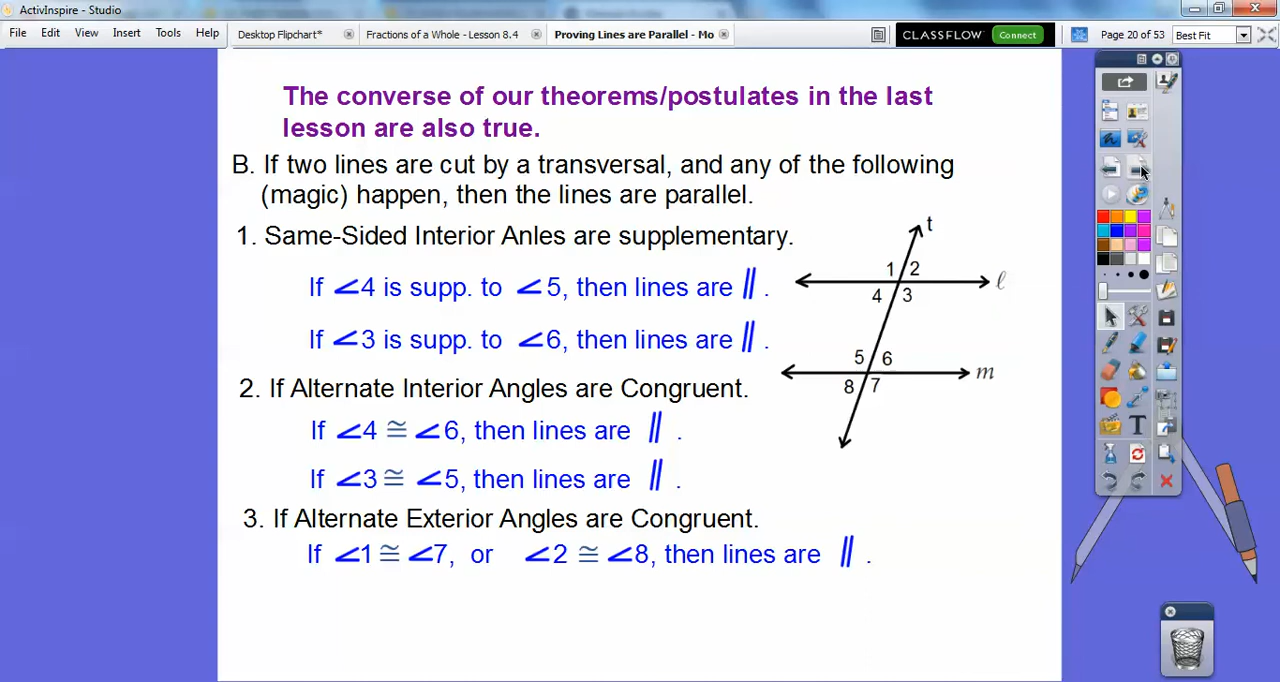 ActivInspire - Studio
File Edit View Insert Tools Help
Desktop Flipchart*
Fractions of a Whole - Lesson 8.4
Proving Lines are Parallel - Mo
CLASSFLOW Connect
Page 20 of 53
Best Fit
The converse of our theorems/postulates in the last
lesson are also true.
B. If two lines are cut by a transversal, and any of the following
(magic) happen, then the lines are parallel.
1. Same-Sided Interior Anles are supplementary.
If ∠4 is supp. to ∠5, then lines are ∥ .
If ∠3 is supp. to ∠6, then lines are ∥ .
2. If Alternate Interior Angles are Congruent.
If ∠4 ≅ ∠6, then lines are ∥ .
If ∠3 ≅ ∠5, then lines are ∥ .
3. If Alternate Exterior Angles are Congruent.
If ∠1 ≅ ∠7, or ∠2 ≅ ∠8, then lines are ∥ .
t
1 2
ℓ
4 3
5 6
m
8 7
T